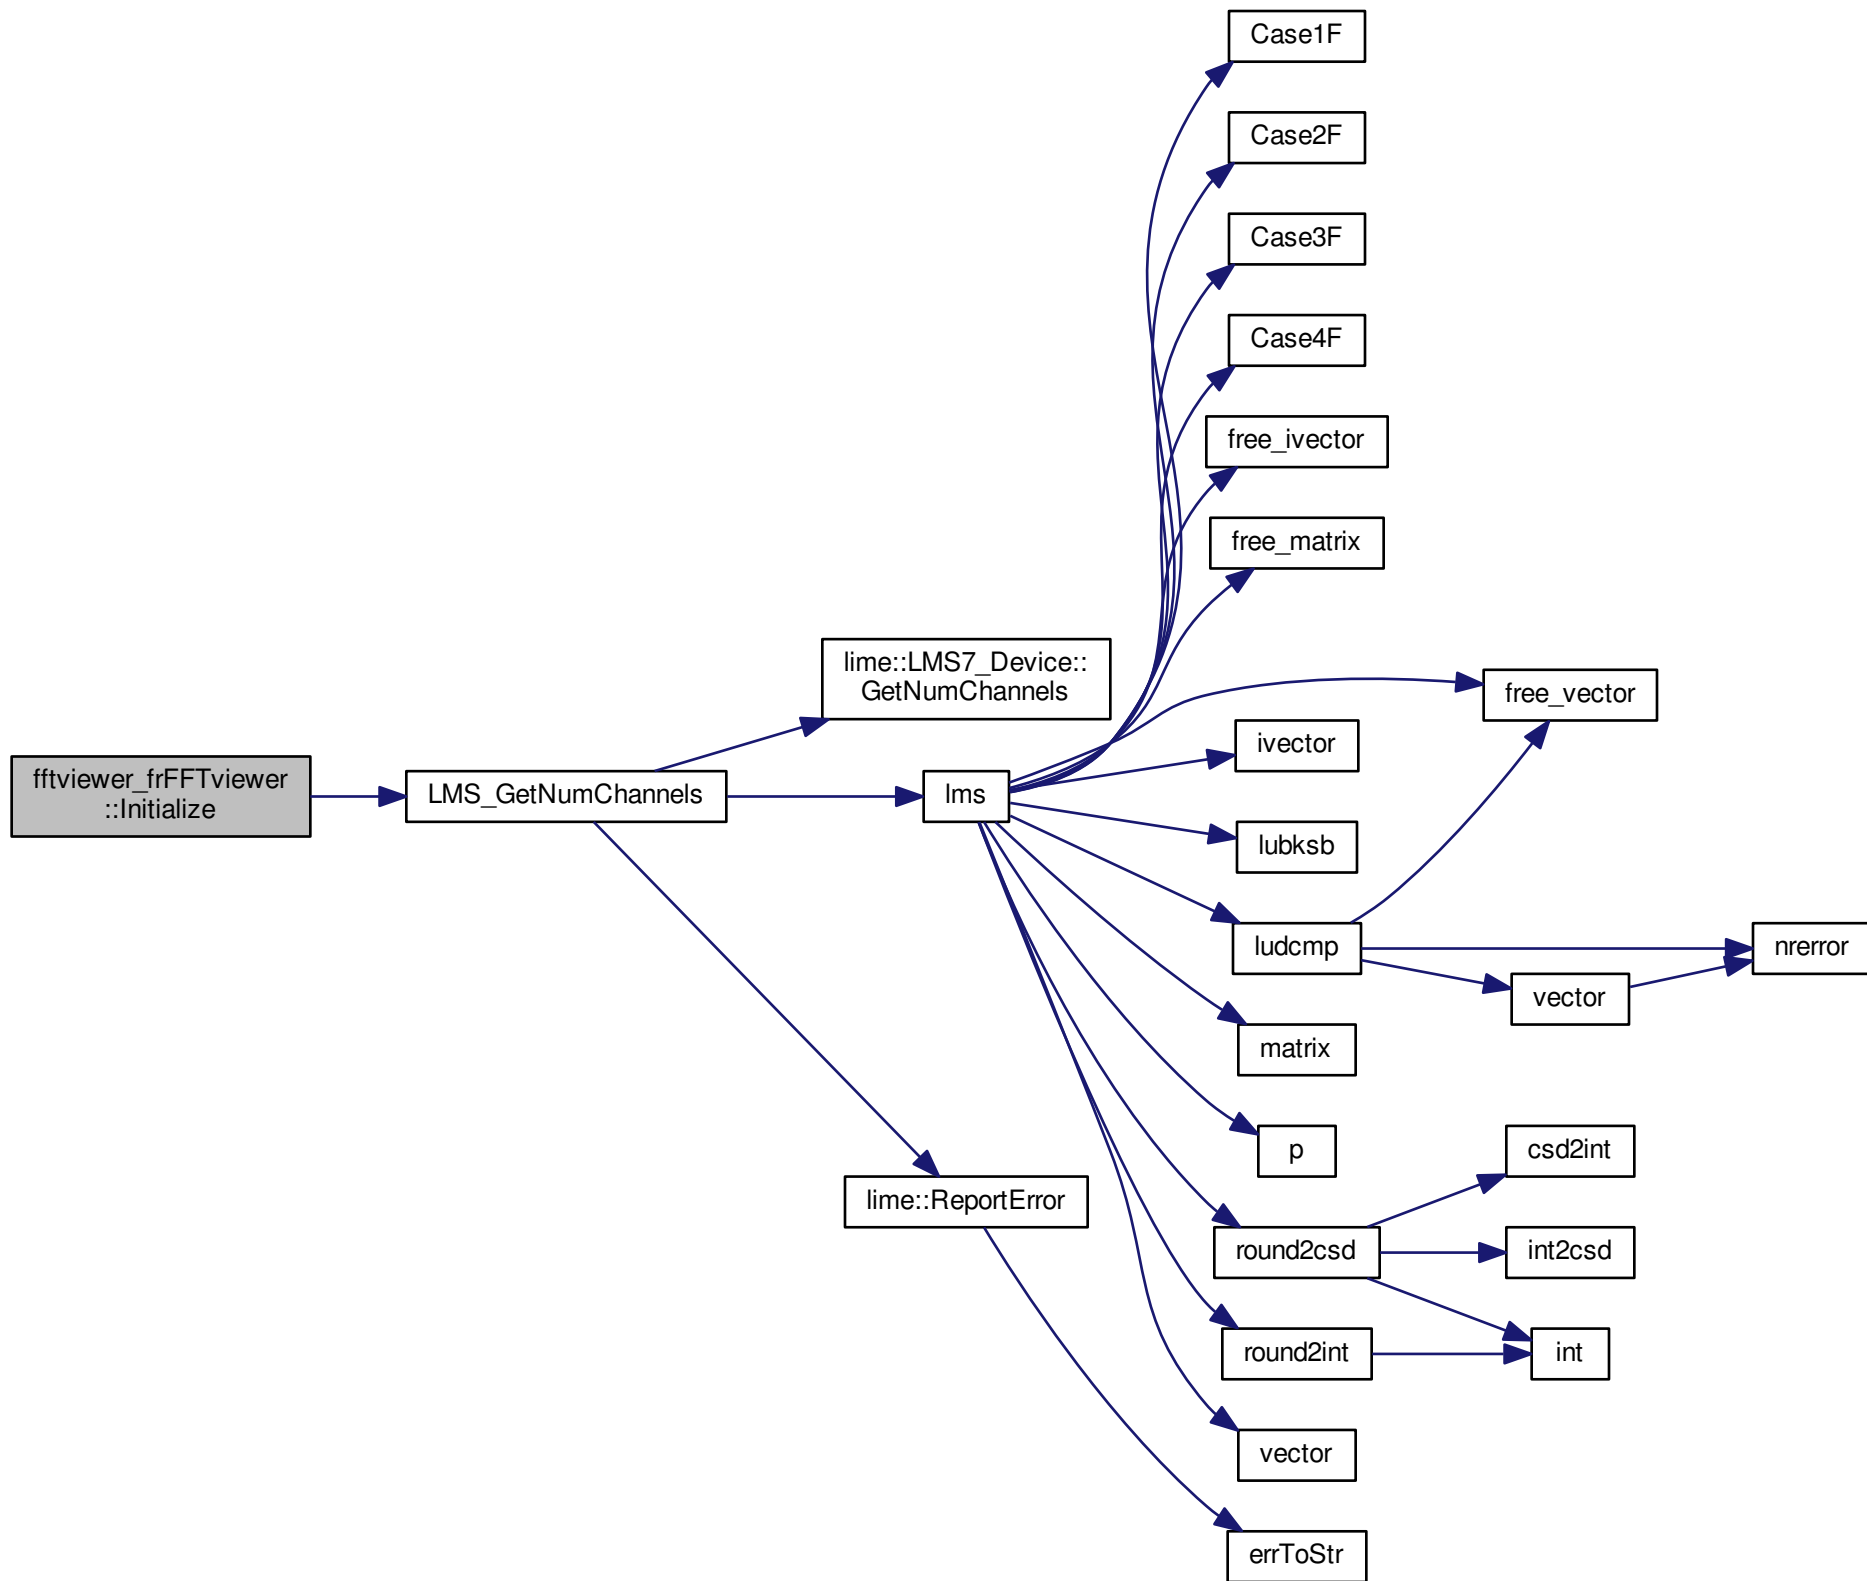 Case1F
Case2F
Case3F
Case4F
free_ivector
free_matrix
lime::LMS7_Device::
GetNumChannels
free_vector
ivector
fftviewer_frFFTviewer
::Initialize
LMS_GetNumChannels
lms
lubksb
ludcmp
nrerror
vector
matrix
p
csd2int
lime::ReportError
round2csd
int2csd
round2int
int
vector
errToStr